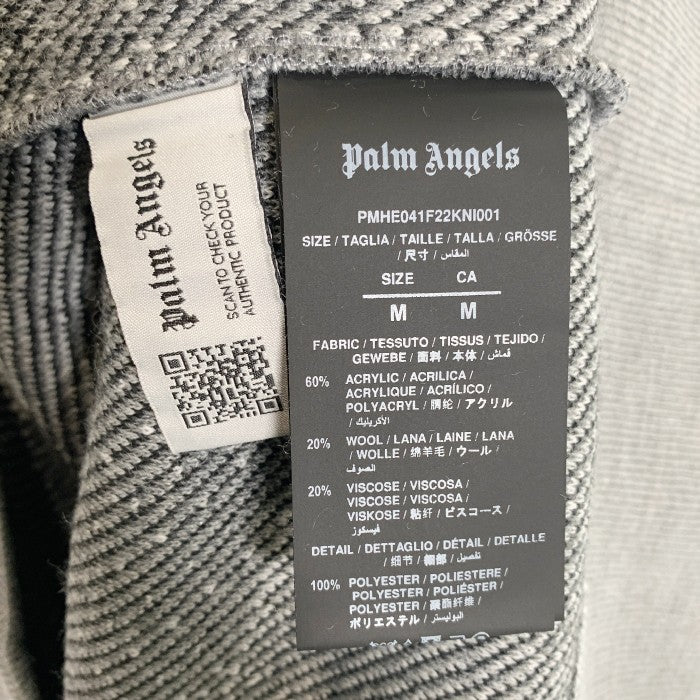 Palm Angels
SCAN TO CHECK YOUR
AUTHENTIC PRODUCT
Palm Angels
PMHE041F22KNI001
SIZE / TAGLIA / TAILLE / TALLA / GRÖSSE
/ 尺寸 / المقاس
SIZE CA
M M
FABRIC / TESSUTO / TISSUS / TEJIDO /
GEWEBE / 面料 / 本体 / قماش
60% ACRYLIC / ACRILICA /
ACRYLIQUE / ACRÍLICO /
POLYACRYL / 腈纶 / アクリル
/ الأكريليك
20% WOOL / LANA / LAINE / LANA
/ WOLLE / 绵羊毛 / ウール /
الصوف
20% VISCOSE / VISCOSA /
VISCOSE / VISCOSA /
VISKOSE / 粘纤 / ビスコース /
فيسكوز
DETAIL / DETTAGLIO / DÉTAIL / DETALLE
/ 细节 / 細部 / تفصيل
100% POLYESTER / POLIESTERE /
POLYESTER / POLIÉSTER /
POLYESTER / 聚酯纤维 /
ポリエステル / البوليستر